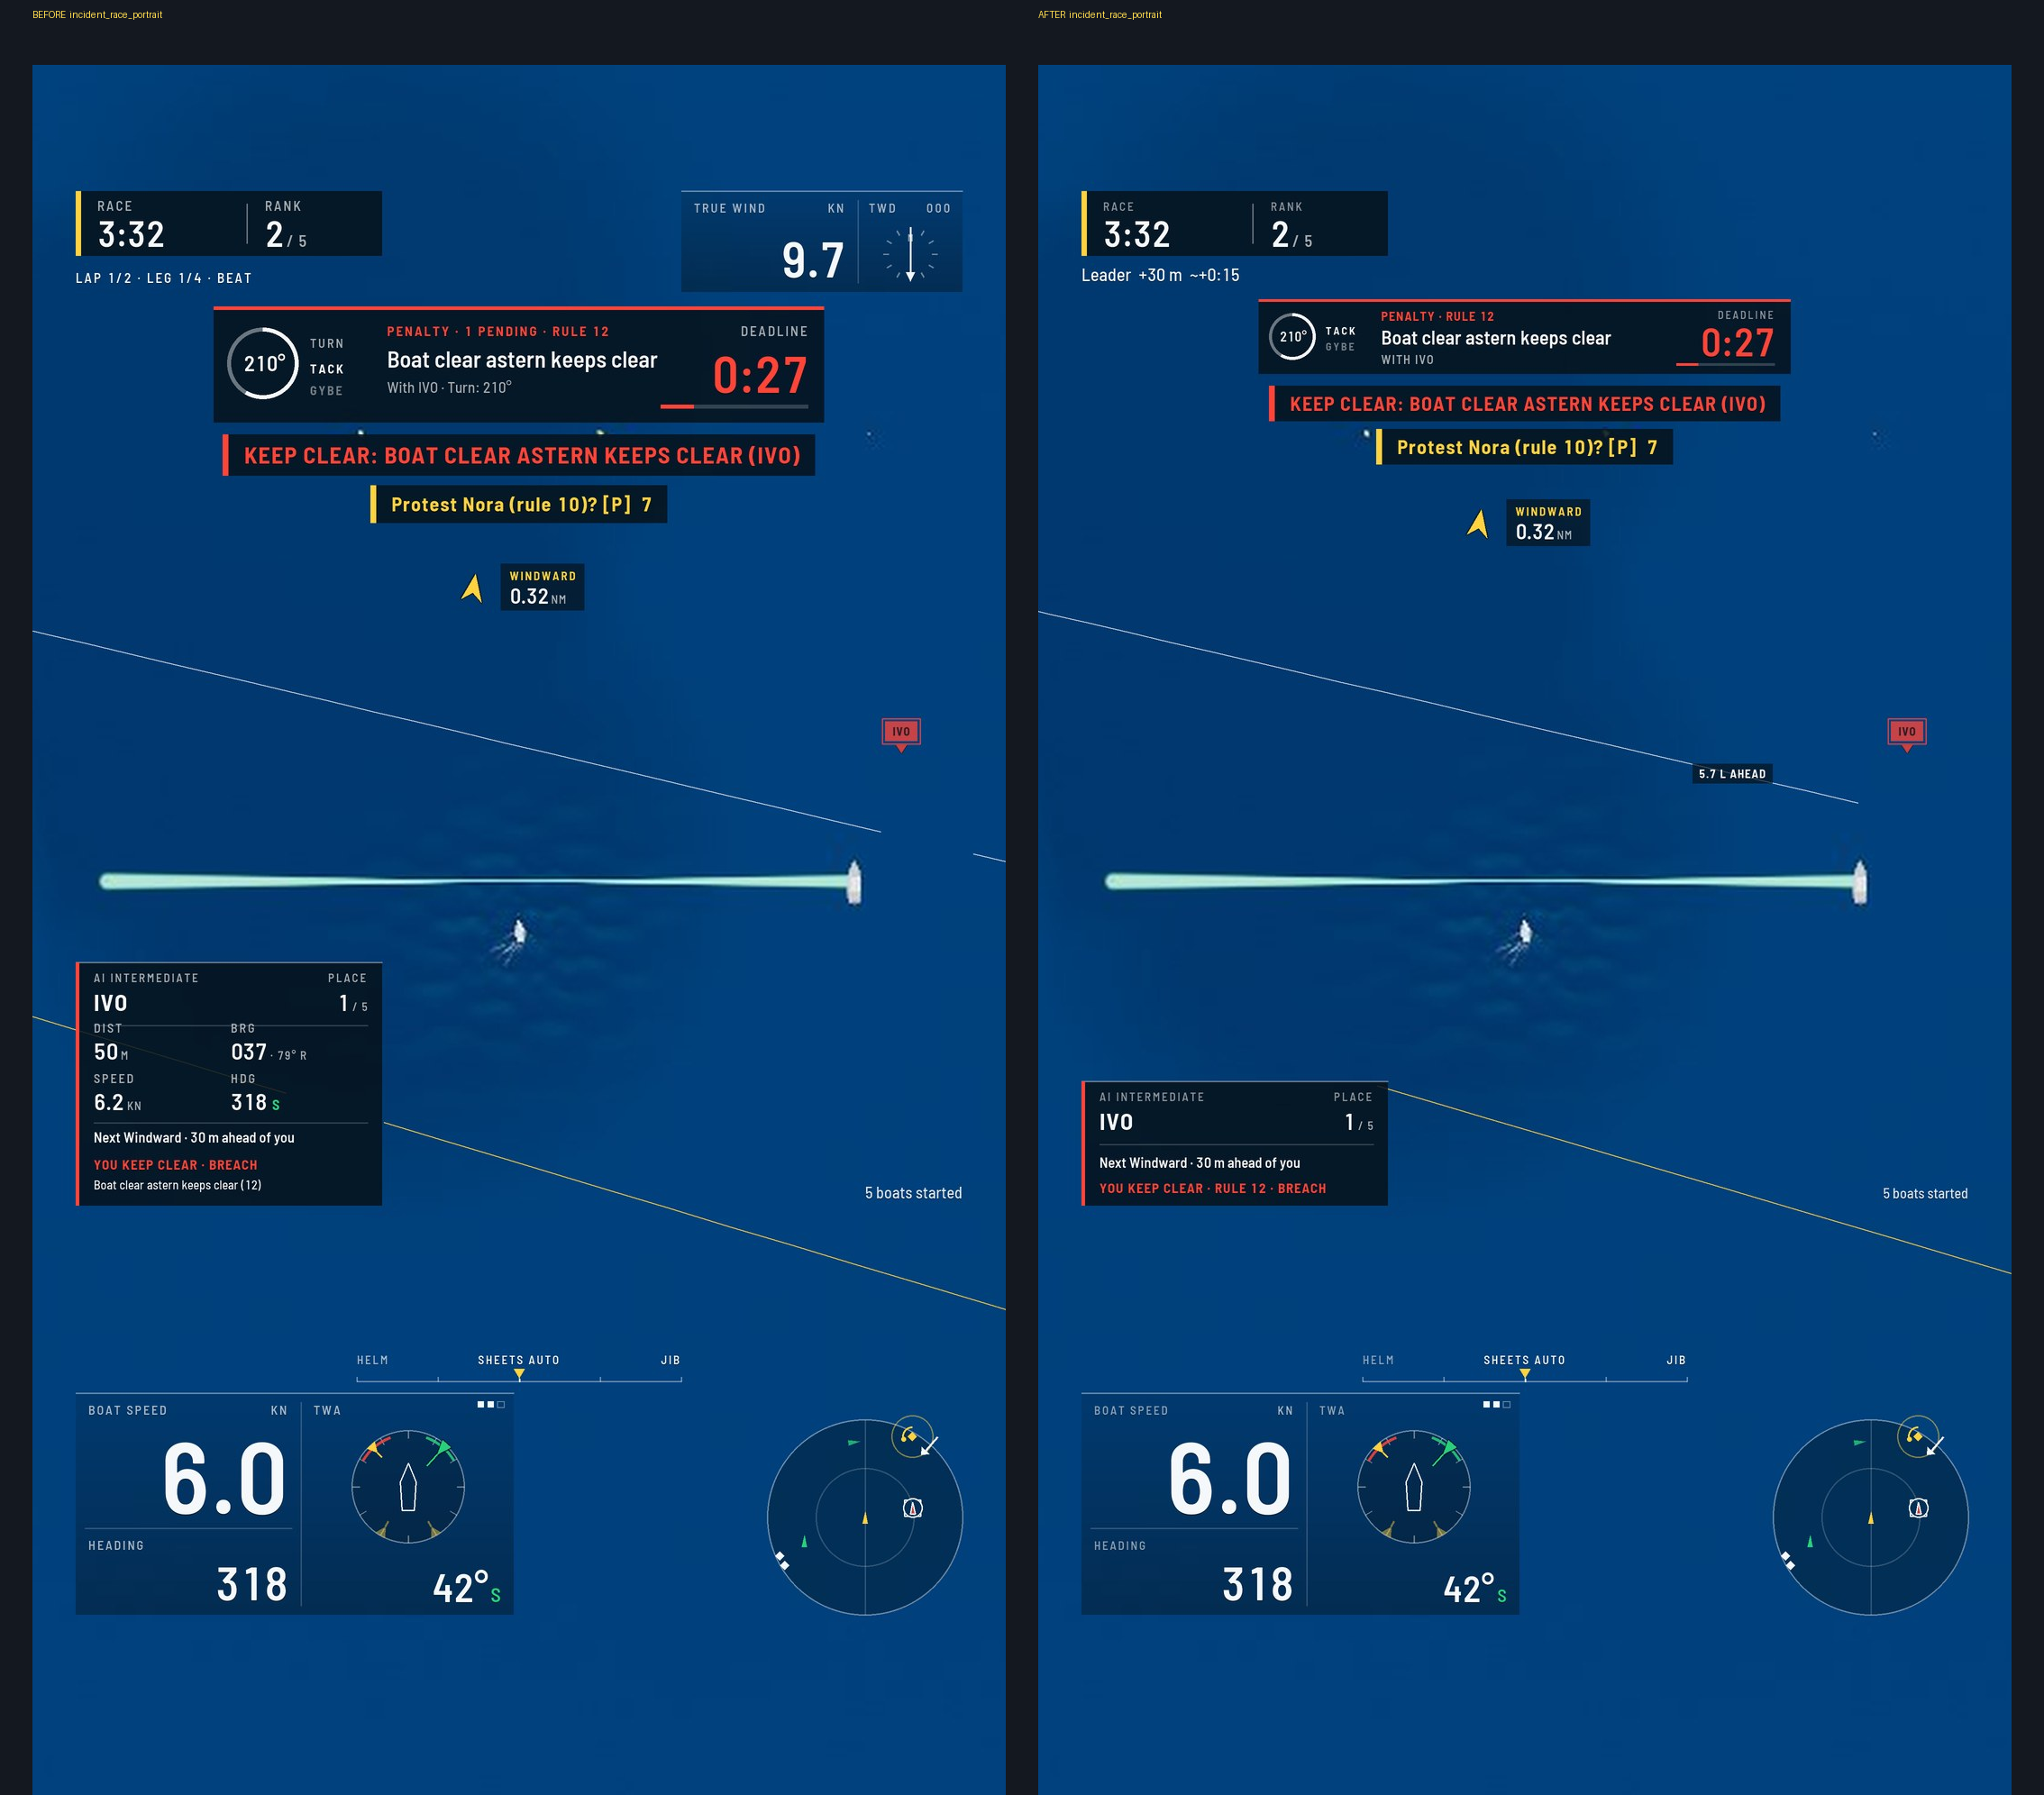 BEFORE incident_race_portrait
RACE
RANK
3:32
2 / 5
LAP 1/2 · LEG 1/4 · BEAT
TRUE WIND KN
TWD 000
9.7
210°
TURN
TACK
GYBE
PENALTY · 1 PENDING · RULE 12
Boat clear astern keeps clear
With IVO · Turn: 210°
DEADLINE
0:27
KEEP CLEAR: BOAT CLEAR ASTERN KEEPS CLEAR (IVO)
Protest Nora (rule 10)? [P] 7
WINDWARD
0.32 NM
IVO
AI INTERMEDIATE
PLACE
IVO
1 / 5
DIST
BRG
50 M
037 · 79° R
SPEED
HDG
6.2 KN
318 S
Next Windward · 30 m ahead of you
YOU KEEP CLEAR · BREACH
Boat clear astern keeps clear (12)
5 boats started
HELM
SHEETS AUTO
JIB
BOAT SPEED KN
TWA
6.0
HEADING
318
42° S
AFTER incident_race_portrait
RACE
RANK
3:32
2 / 5
Leader +30 m ~+0:15
210°
TACK
GYBE
PENALTY · RULE 12
Boat clear astern keeps clear
WITH IVO
DEADLINE
0:27
KEEP CLEAR: BOAT CLEAR ASTERN KEEPS CLEAR (IVO)
Protest Nora (rule 10)? [P] 7
WINDWARD
0.32 NM
IVO
5.7 L AHEAD
AI INTERMEDIATE
PLACE
IVO
1 / 5
Next Windward · 30 m ahead of you
YOU KEEP CLEAR · RULE 12 · BREACH
5 boats started
HELM
SHEETS AUTO
JIB
BOAT SPEED KN
TWA
6.0
HEADING
318
42° S